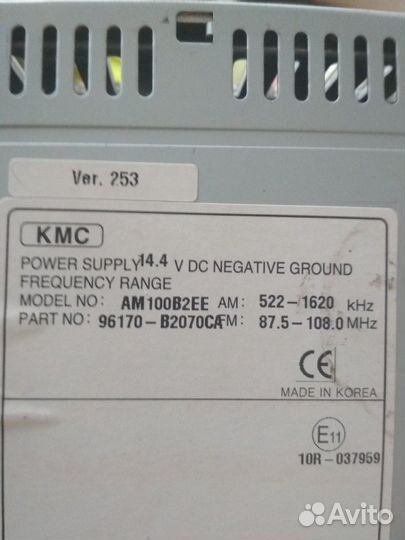 Ver. 253
KMC
POWER SUPPLY 14.4 V DC NEGATIVE GROUND
FREQUENCY RANGE
MODEL NO: AM100B2EE AM: 522-1620 kHz
PART NO: 96170-B2070CA FM: 87.5-108.0 MHz
CE
MADE IN KOREA
E11
10R-037959
Avito